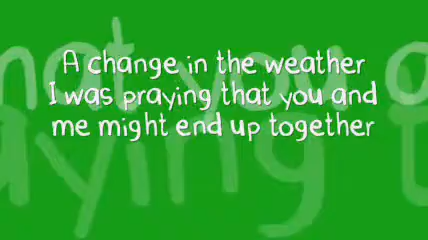 A change in the weather
I was praying that you and
me might end up together